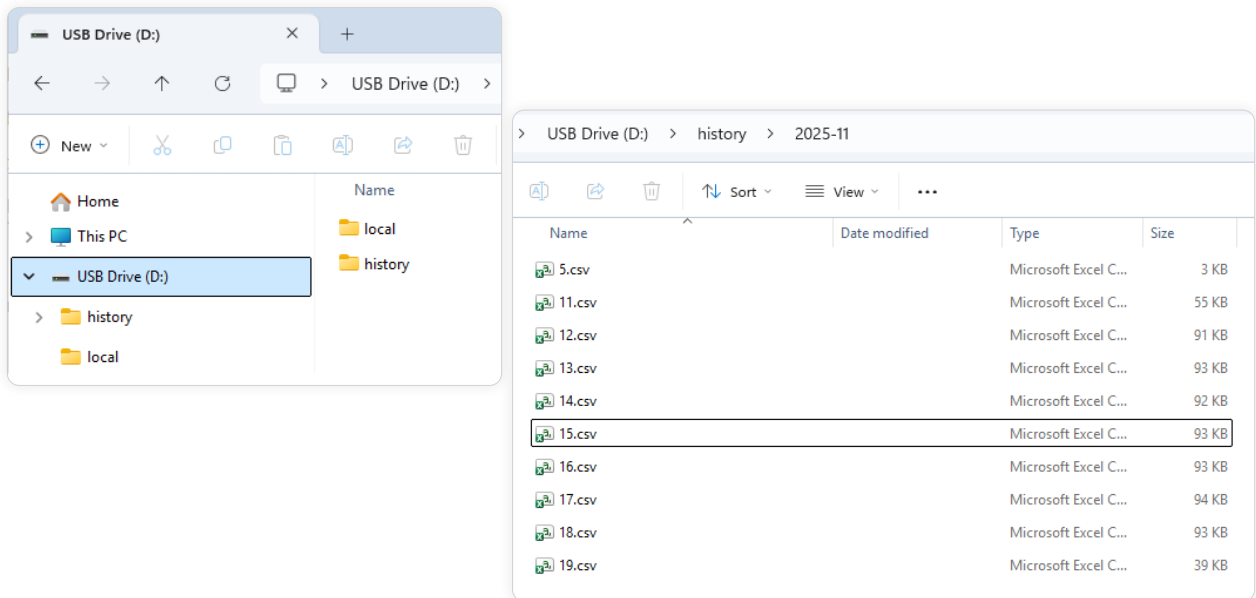 USB Drive (D:)
USB Drive (D:)
New
Home
This PC
USB Drive (D:)
history
local
Name
local
history
USB Drive (D:) history 2025-11
Sort View
Name Date modified Type Size
5.csv Microsoft Excel C... 3 KB
11.csv Microsoft Excel C... 55 KB
12.csv Microsoft Excel C... 91 KB
13.csv Microsoft Excel C... 93 KB
14.csv Microsoft Excel C... 92 KB
15.csv Microsoft Excel C... 93 KB
16.csv Microsoft Excel C... 93 KB
17.csv Microsoft Excel C... 94 KB
18.csv Microsoft Excel C... 93 KB
19.csv Microsoft Excel C... 39 KB